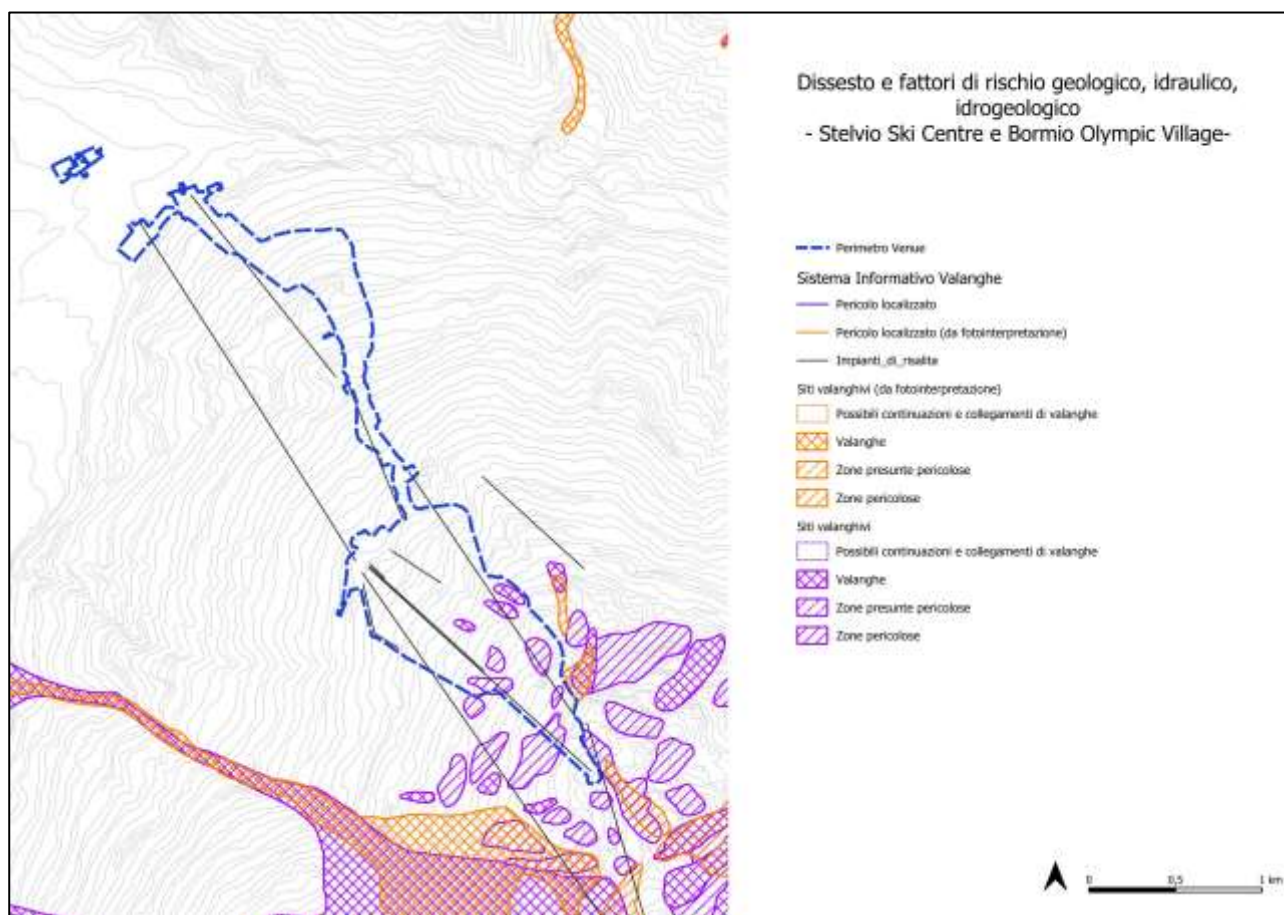 Dissesto e fattori di rischio geologico, idraulico,
idrogeologico
- Stelvio Ski Centre e Bormio Olympic Village-
Perimetro Venue
Sistema Informativo Valanghe
Pericolo localizzato
Pericolo localizzato (da fotointerpretazione)
Impianti_di_risalita
Siti valanghivi (da fotointerpretazione)
Possibili continuazioni e collegamenti di valanghe
Valanghe
Zone presunte pericolose
Zone pericolose
Siti valanghivi
Possibili continuazioni e collegamenti di valanghe
Valanghe
Zone presunte pericolose
Zone pericolose
0 0,5 1 km